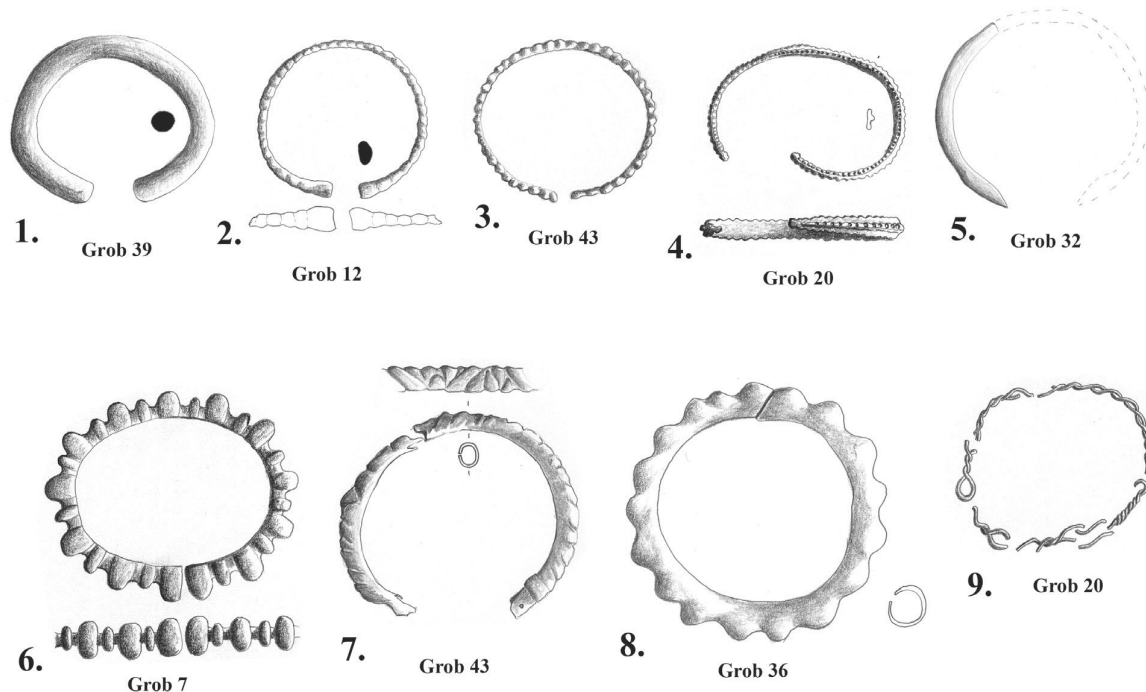 1.
Grob 39
2.
Grob 12
3.
Grob 43
4.
Grob 20
5.
Grob 32
6.
Grob 7
7.
Grob 43
8.
Grob 36
9.
Grob 20